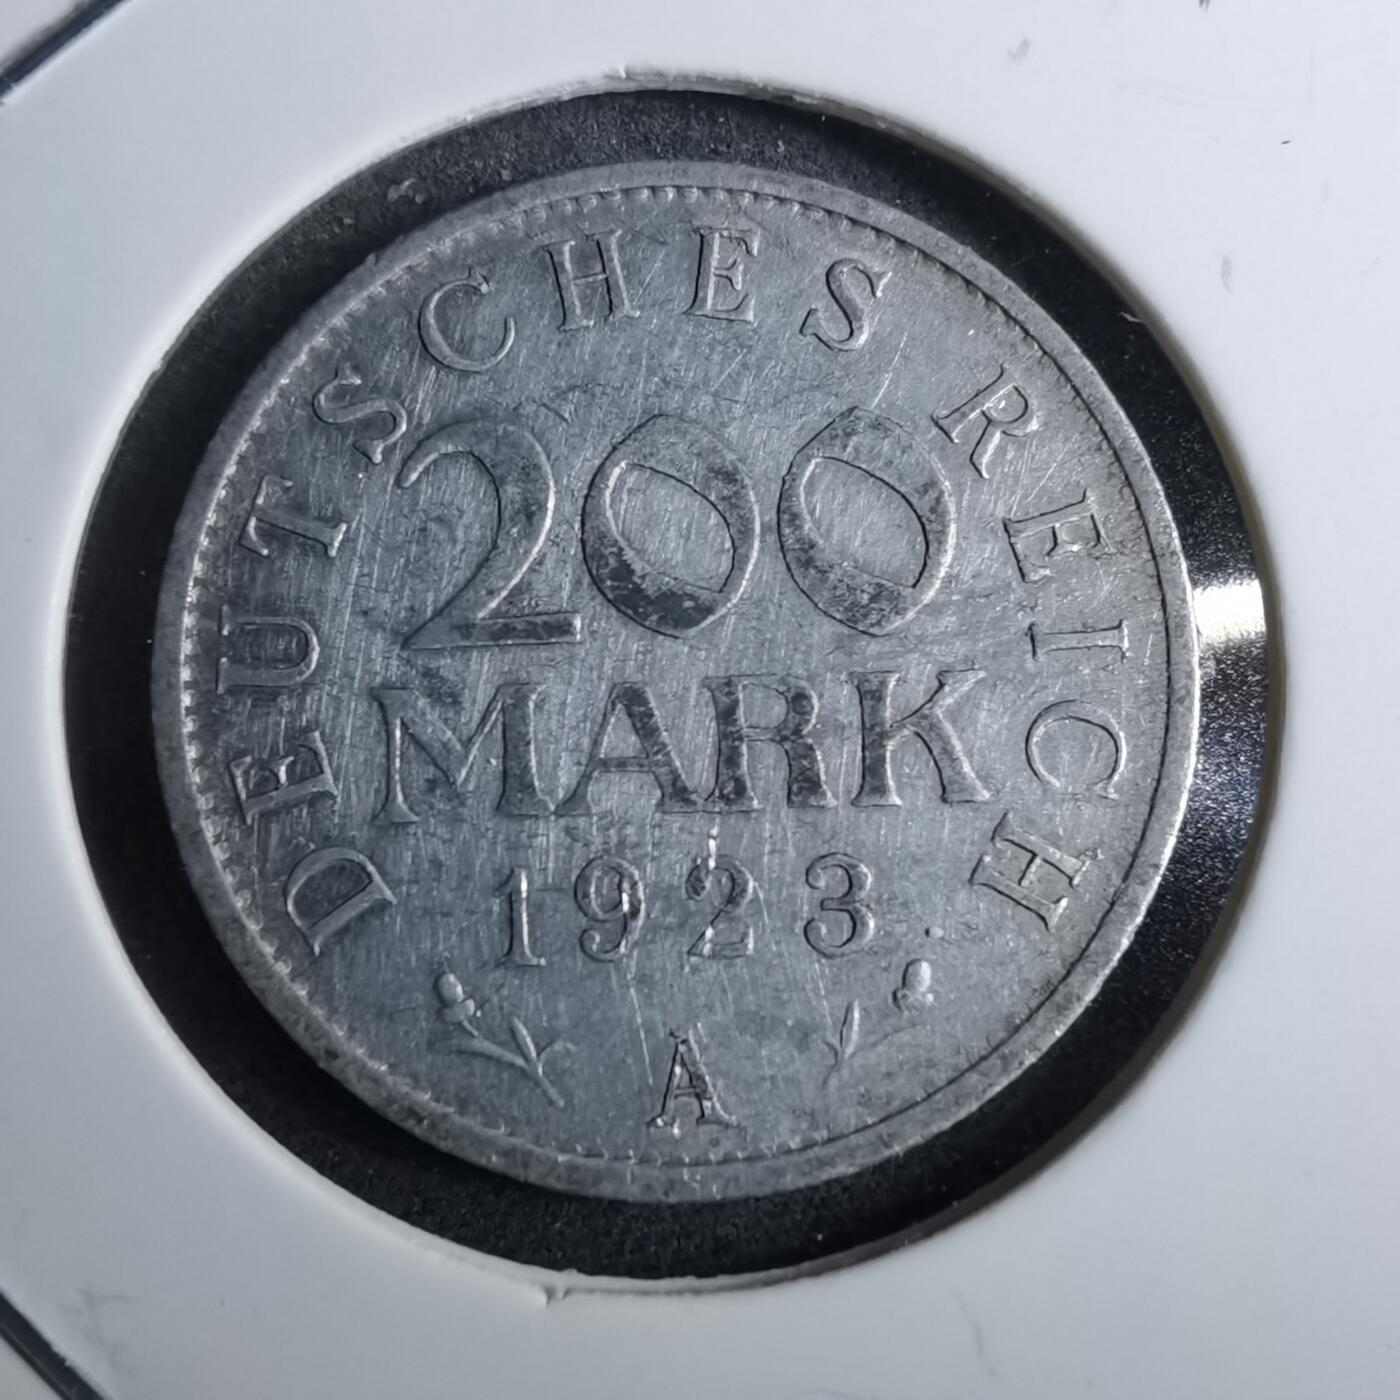 DEUTSCHES REICH
200
MARK
1923
A